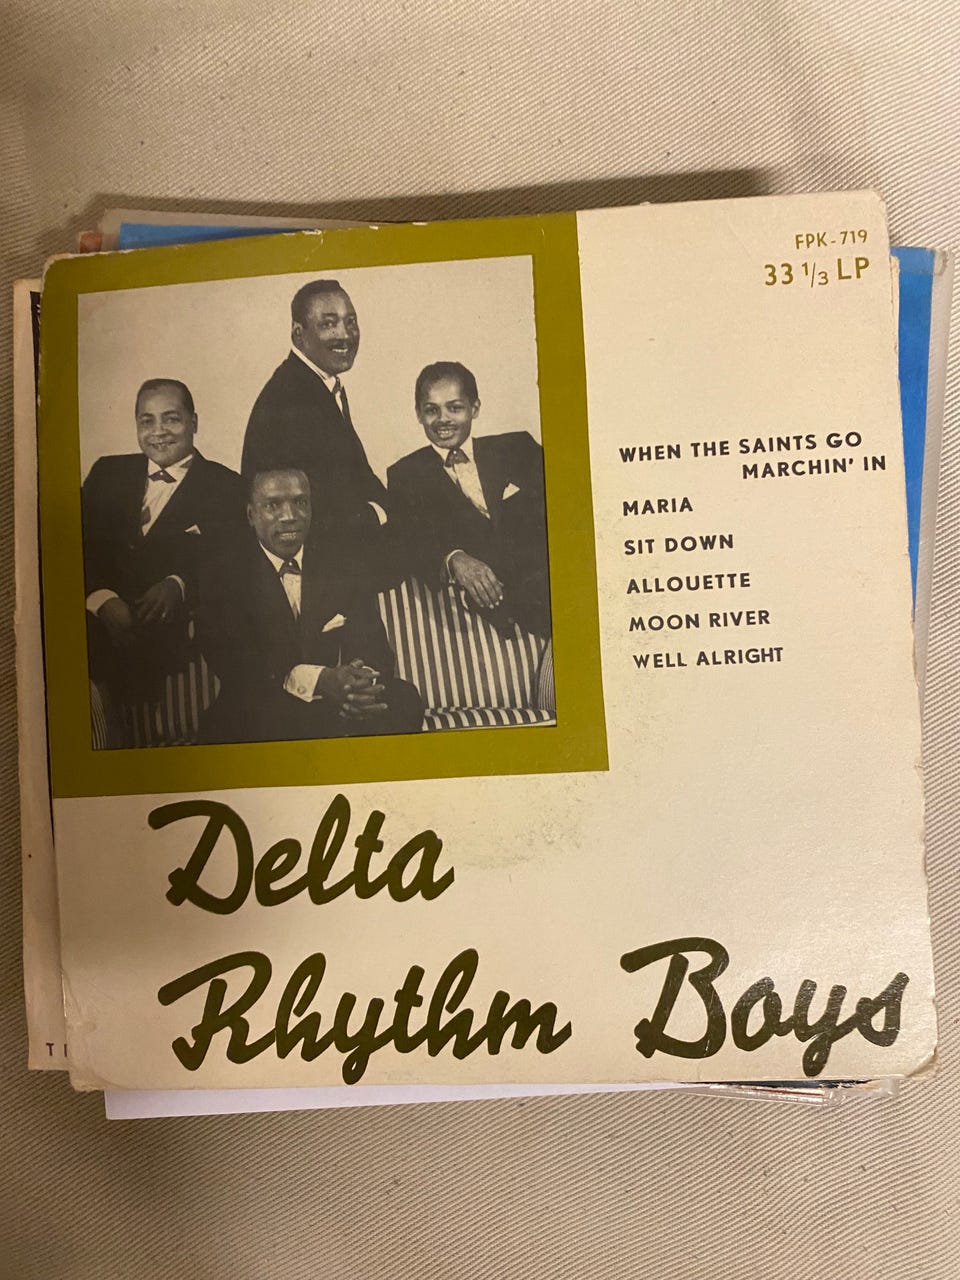 FPK-719
33 1/3 LP
WHEN THE SAINTS GO
MARCHIN' IN
MARIA
SIT DOWN
ALLOUETTE
MOON RIVER
WELL ALRIGHT
Delta
Rhythm Boys